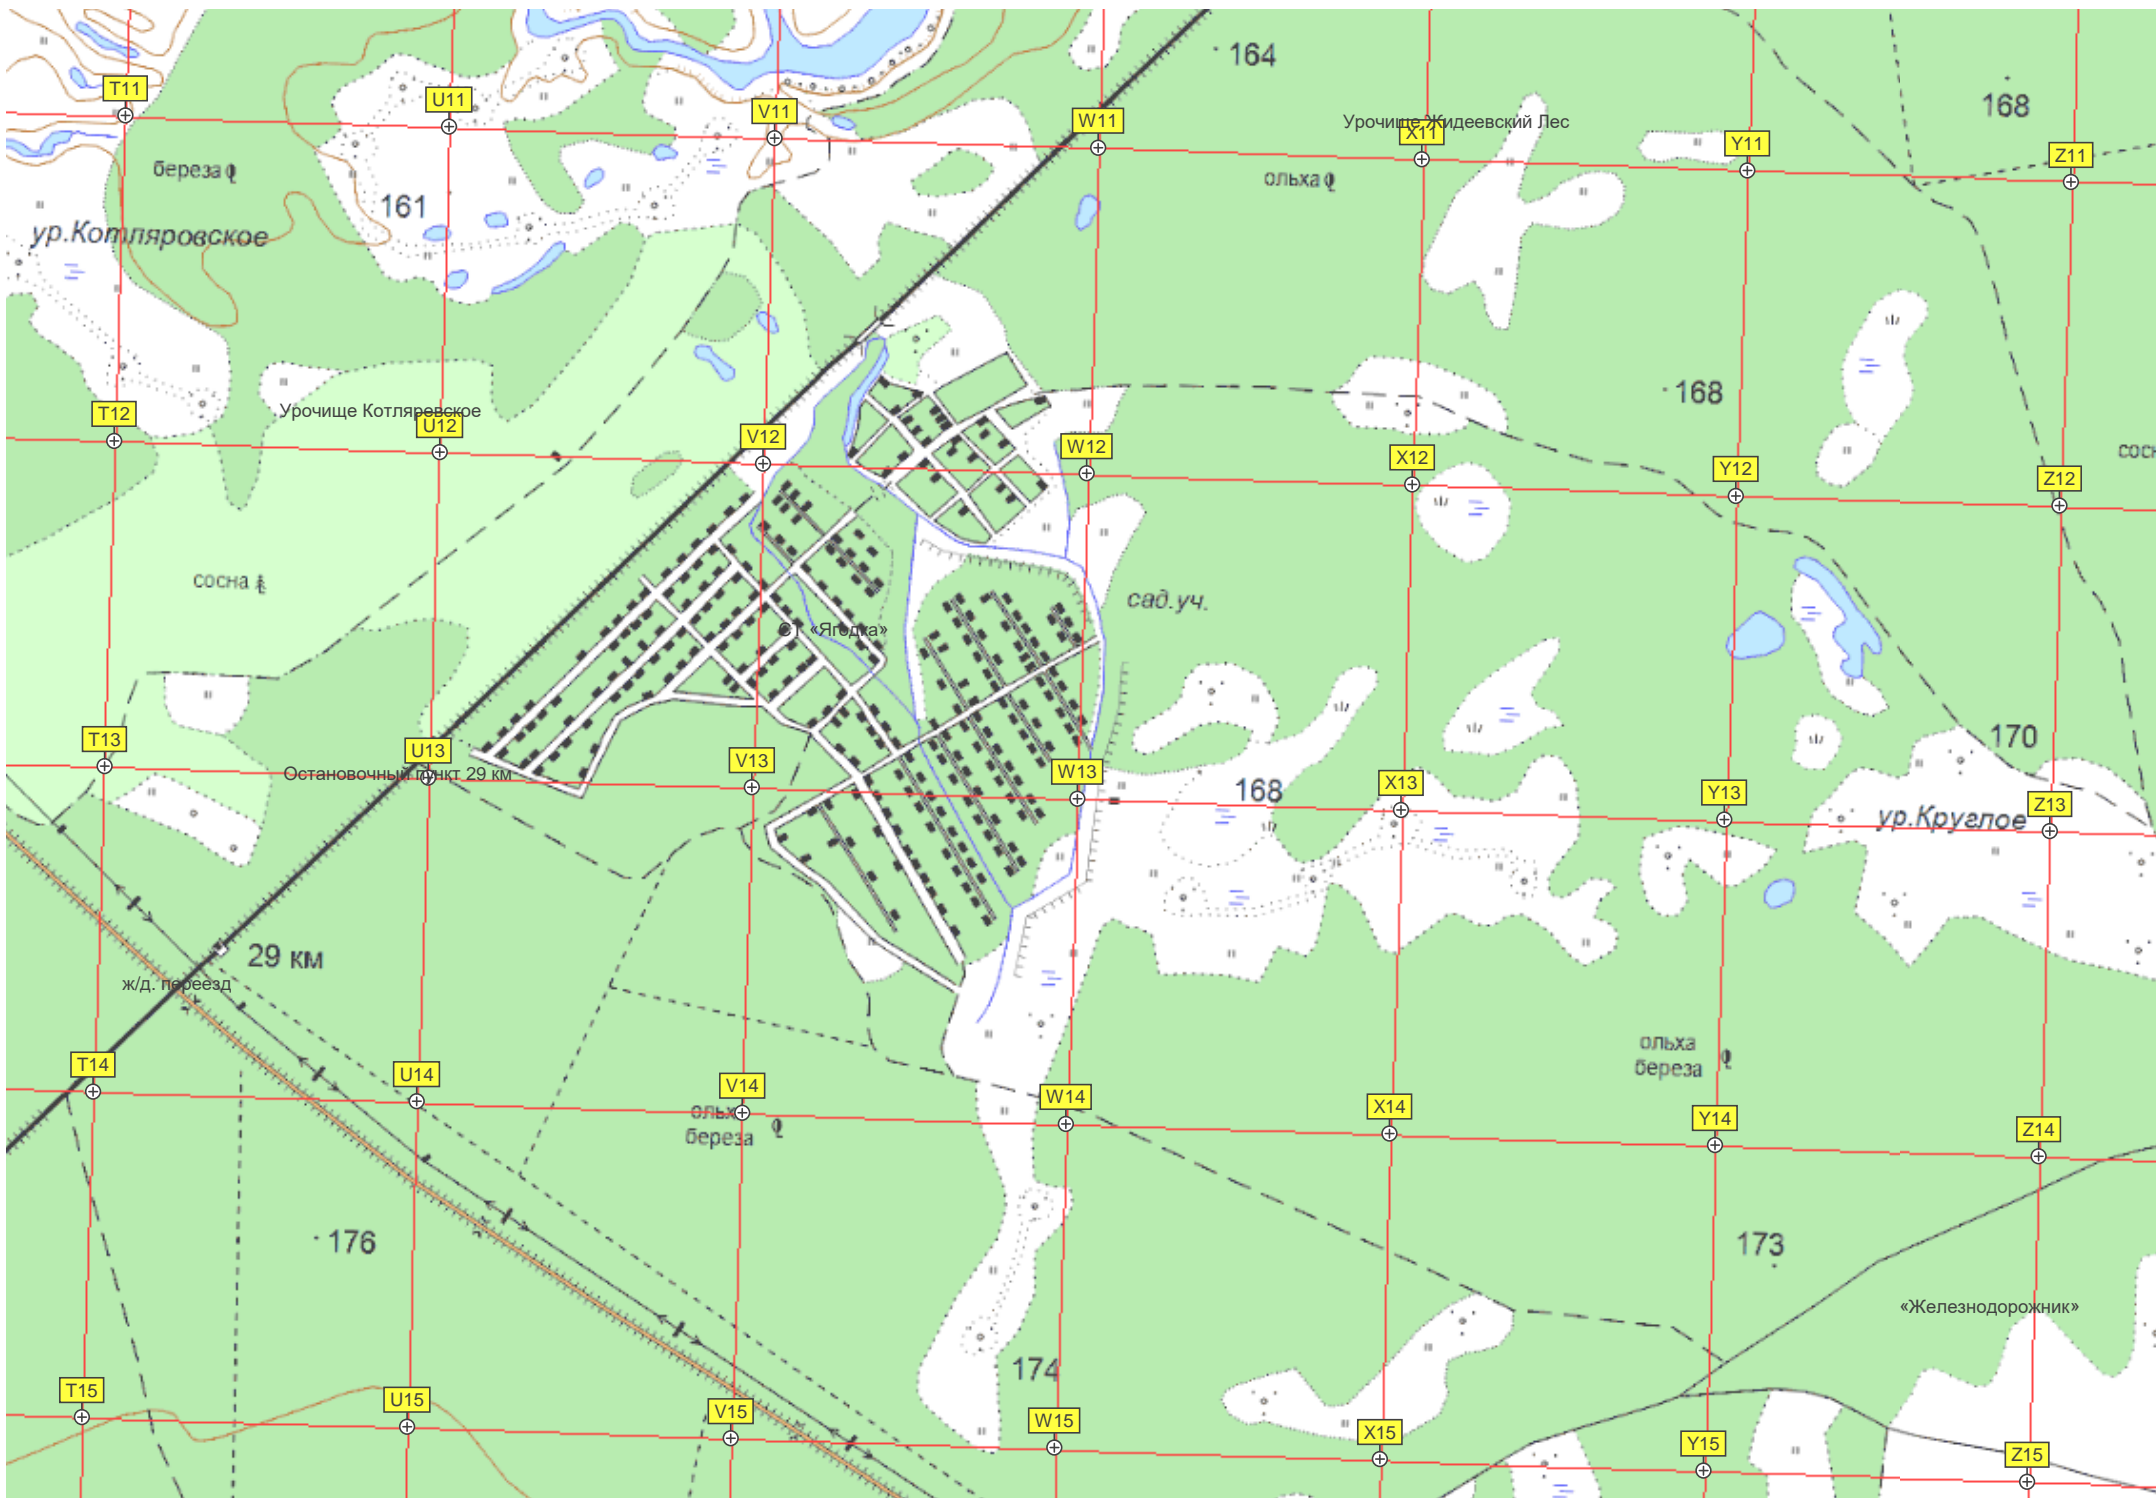 164
168
T11
U11
V11
W11
Урочище Жидеевский Лес
X11
Y11
Z11
береза
ольха
161
ур.Котляровское
168
T12
Урочище Котляревское
U12
V12
W12
X12
Y12
Z12
сосна
сад.уч.
СТ «Ягодка»
T13
U13
V13
W13
X13
Y13
Z13
170
Остановочный пункт 29 км
168
ур.Круглое
29 км
ж/д. переезд
ольха
береза
T14
U14
V14
W14
X14
Y14
Z14
ольха
береза
176
173
«Железнодорожник»
174
T15
U15
V15
W15
X15
Y15
Z15